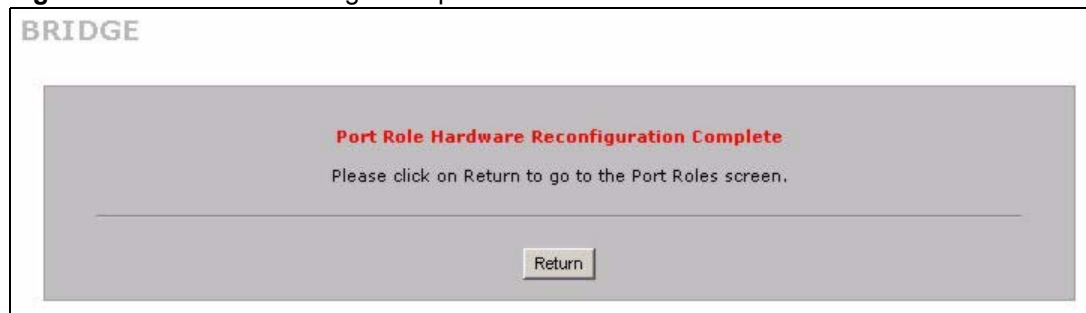 BRIDGE
Port Role Hardware Reconfiguration Complete
Please click on Return to go to the Port Roles screen.
Return